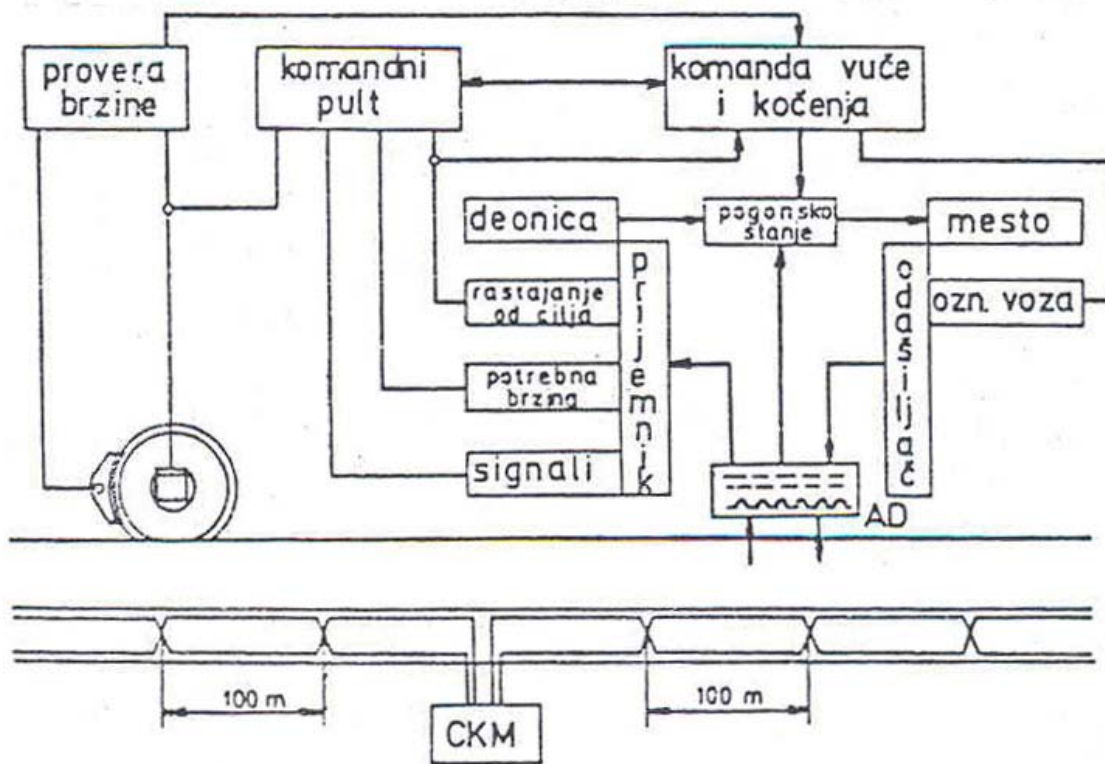 provera
brzine
komandni
pult
komanda vuče
i kočenja
deonica
pogonsko
stanje
mesto
rastajanje
od cilja
ozn. voza
potrebna
brzina
signali
prijemnik
odašiljač
AD
100 m
100 m
CKM